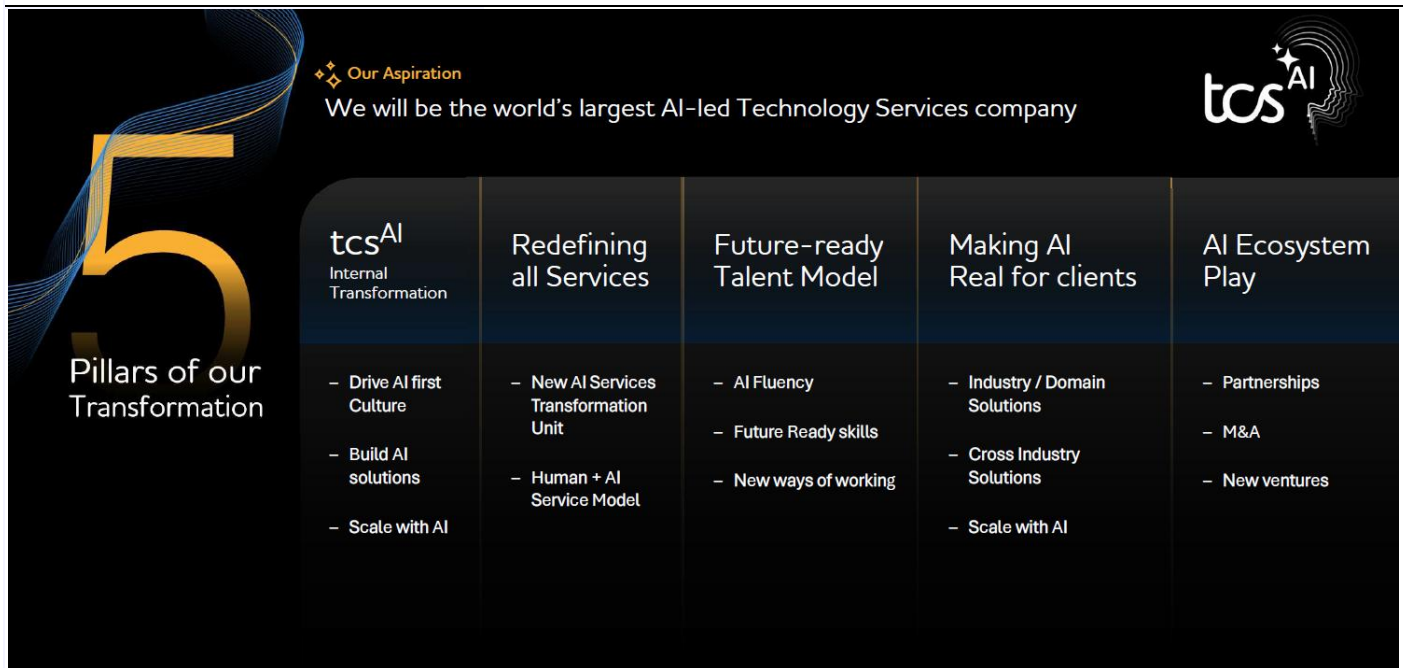 Our Aspiration
We will be the world's largest AI-led Technology Services company
tcs AI
5
Pillars of our
Transformation
tcsAI
Internal
Transformation
– Drive AI first
Culture
– Build AI
solutions
– Scale with AI
Redefining
all Services
– New AI Services
Transformation
Unit
– Human + AI
Service Model
Future-ready
Talent Model
– AI Fluency
– Future Ready skills
– New ways of working
Making AI
Real for clients
– Industry / Domain
Solutions
– Cross Industry
Solutions
– Scale with AI
AI Ecosystem
Play
– Partnerships
– M&A
– New ventures